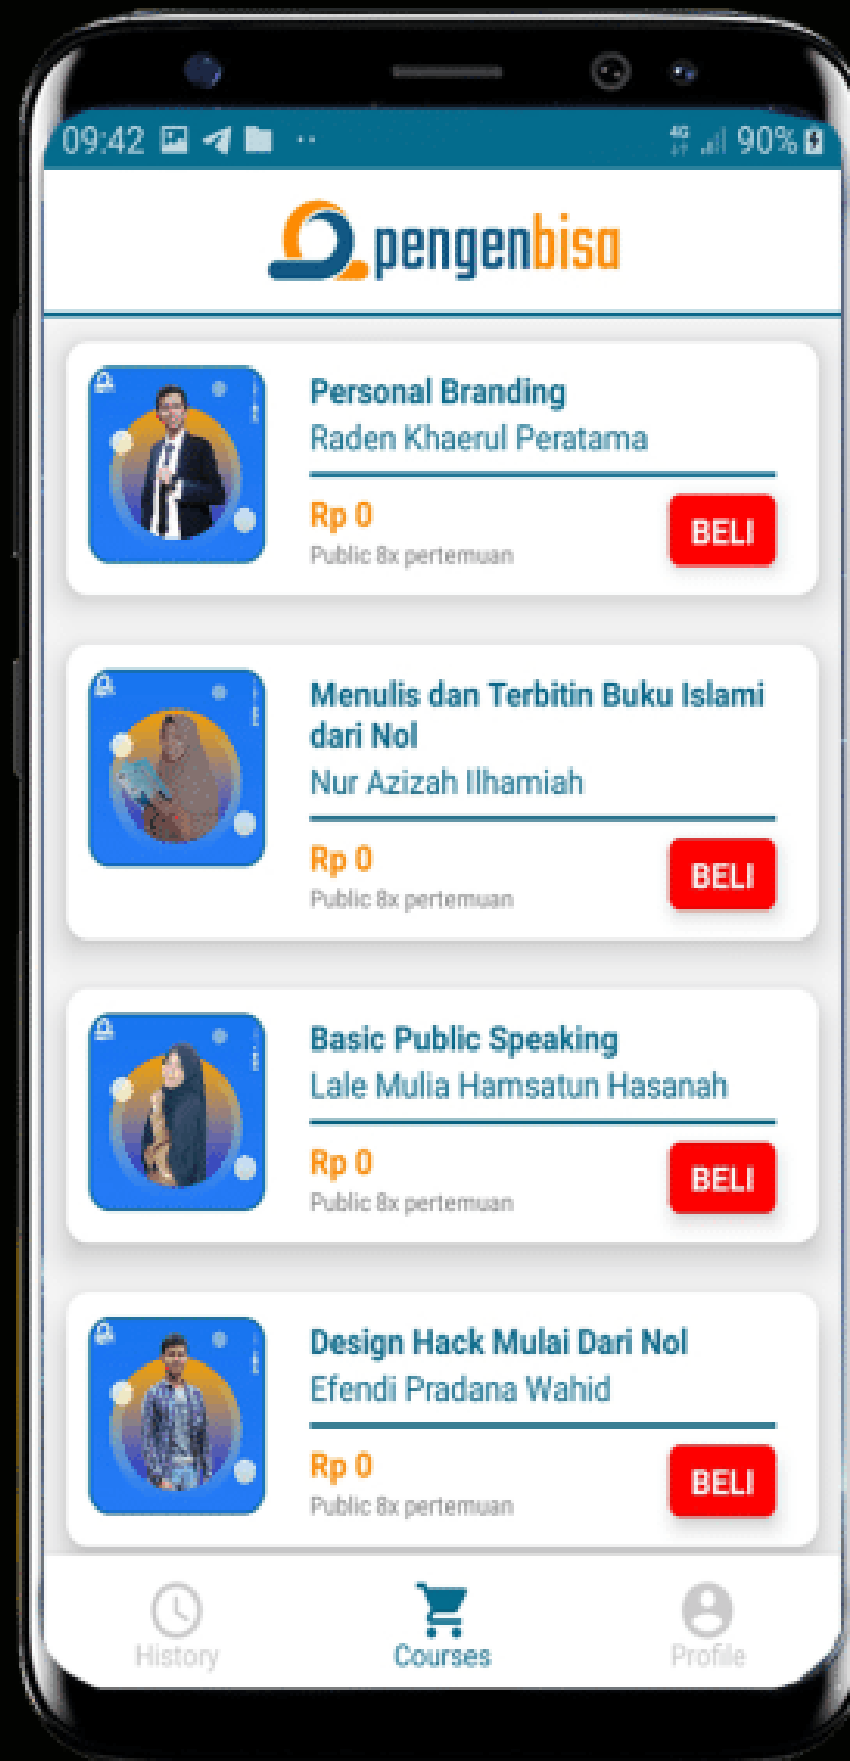 09:42
4G
90%
pengenbisa
Personal Branding
Raden Khaerul Peratama
Rp 0
BELI
Public 8x pertemuan
Menulis dan Terbitin Buku Islami
dari Nol
Nur Azizah Ilhamiah
Rp 0
BELI
Public 8x pertemuan
Basic Public Speaking
Lale Mulia Hamsatun Hasanah
Rp 0
BELI
Public 8x pertemuan
Design Hack Mulai Dari Nol
Efendi Pradana Wahid
Rp 0
BELI
Public 8x pertemuan
History
Courses
Profile